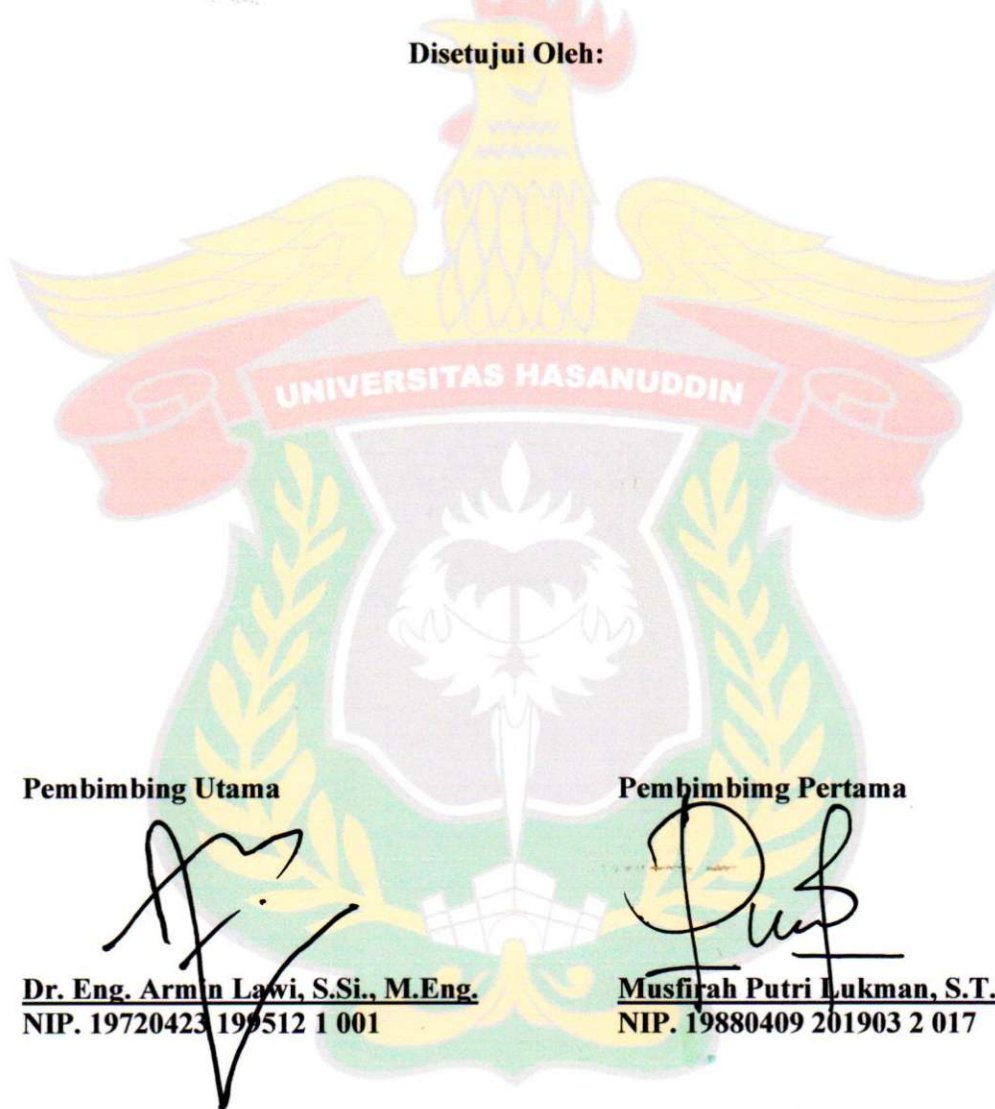 Disetujui Oleh:
UNIVERSITAS HASANUDDIN
Pembimbing Utama
Pembimbimg Pertama
Dr. Eng. Armin Lawi, S.Si., M.Eng.
Musfirah Putri Lukman, S.T.
NIP. 19720423 199512 1 001
NIP. 19880409 201903 2 017